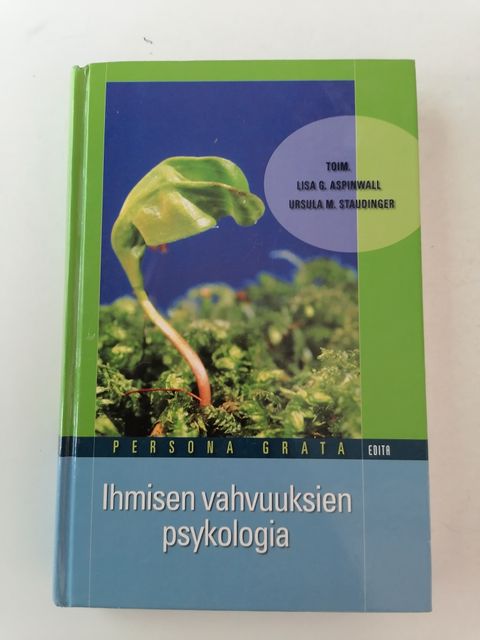 TOIM.
LISA G. ASPINWALL
URSULA M. STAUDINGER
PERSONA GRATA EDITA
Ihmisen vahvuuksien
psykologia